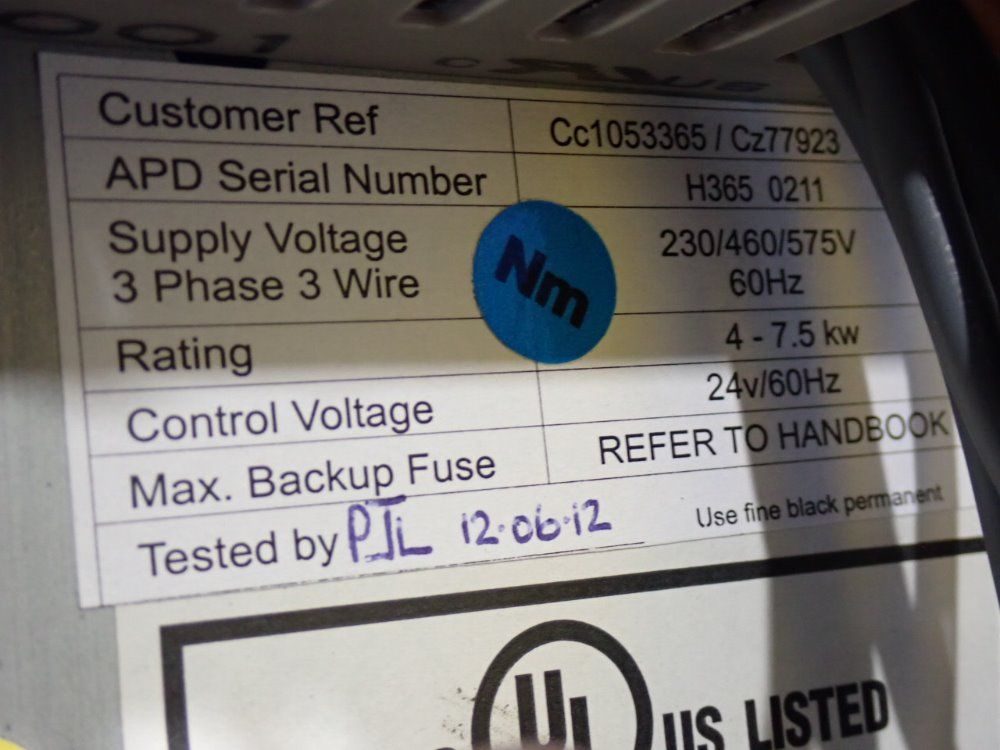 001
Customer Ref Cc1053365 / Cz77923
APD Serial Number H365 0211
Supply Voltage 230/460/575V
3 Phase 3 Wire 60Hz
Nm
Rating 4 - 7.5 kw
Control Voltage 24v/60Hz
Max. Backup Fuse REFER TO HANDBOOK
Tested by PJL 12.06.12 Use fine black permanent
UL US LISTED